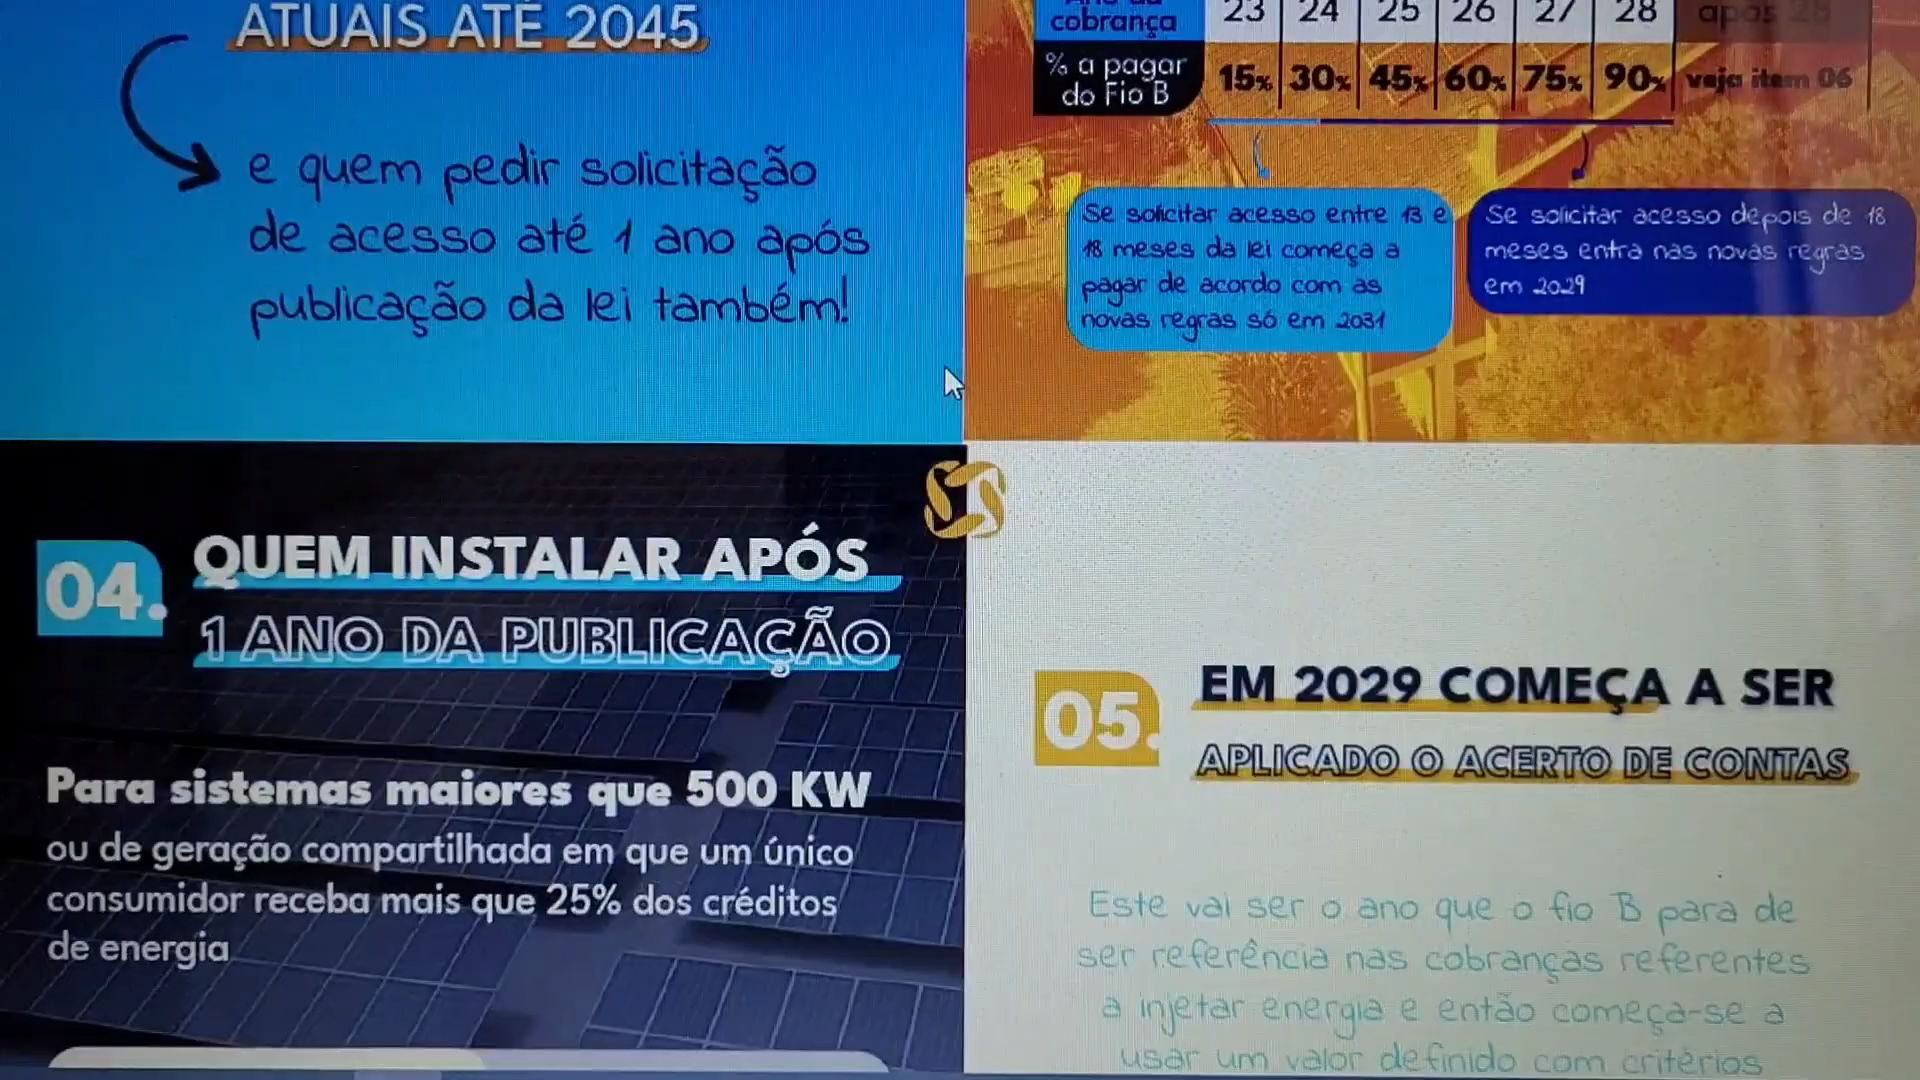 ATUAIS ATÉ 2045
e quem pedir solicitação
de acesso até 1 ano após
publicação da lei também!
cobrança
23 24 25 26 27 28 após 28
% a pagar
do Fio B
15% 30% 45% 60% 75% 90% veja item 06
Se solicitar acesso entre 13 e
18 meses da lei começa a
pagar de acordo com as
novas regras só em 2031
Se solicitar acesso depois de 18
meses entra nas novas regras
em 2029
04.
QUEM INSTALAR APÓS
1 ANO DA PUBLICAÇÃO
Para sistemas maiores que 500 KW
ou de geração compartilhada em que um único
consumidor receba mais que 25% dos créditos
de energia
05.
EM 2029 COMEÇA A SER
APLICADO O ACERTO DE CONTAS
Este vai ser o ano que o fio B para de
ser referência nas cobranças referentes
a injetar energia e então começa-se a
usar um valor definido com critérios